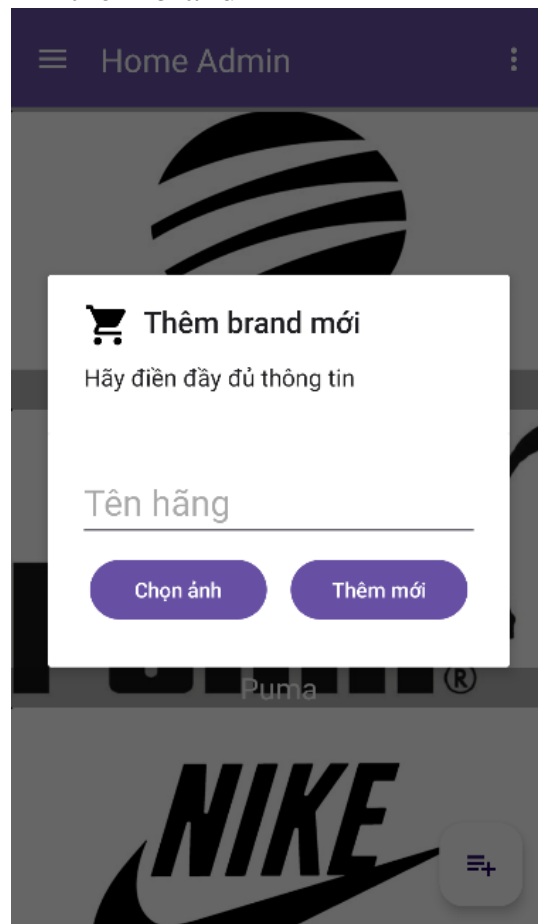 Home Admin
Thêm brand mới
Hãy điền đầy đủ thông tin
Tên hãng
Chọn ảnh
Thêm mới
Puma
®
NIKE